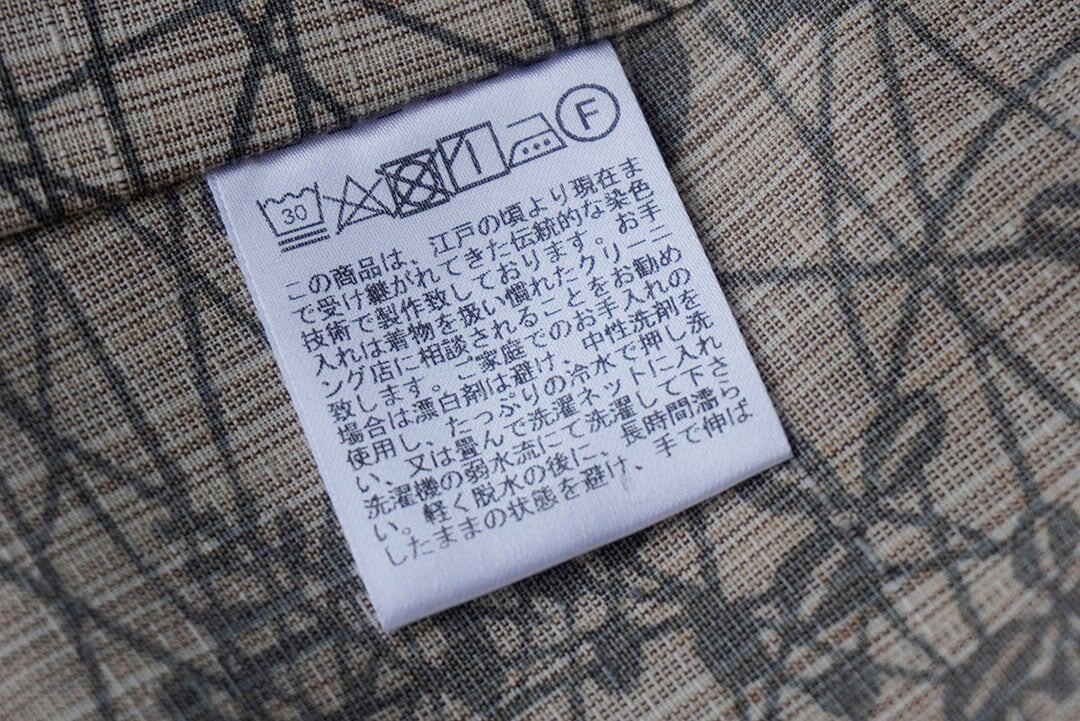 30 F
この商品は、江戸の頃より現在ま
で受け継がれてきた伝統的な染色
技術で製作致しております。お手
入れは着物を扱い慣れたクリーニ
ング店に相談されることをお勧め
致します。ご家庭でのお手入れの
場合は漂白剤は避け、中性洗剤を
使用し、たっぷりの冷水で押し洗
い、又は畳んで洗濯ネットに入れ
洗濯機の弱水流にて洗濯して下さ
い。軽く脱水の後に、長時間濡ら
したままの状態を避け、手で伸ば